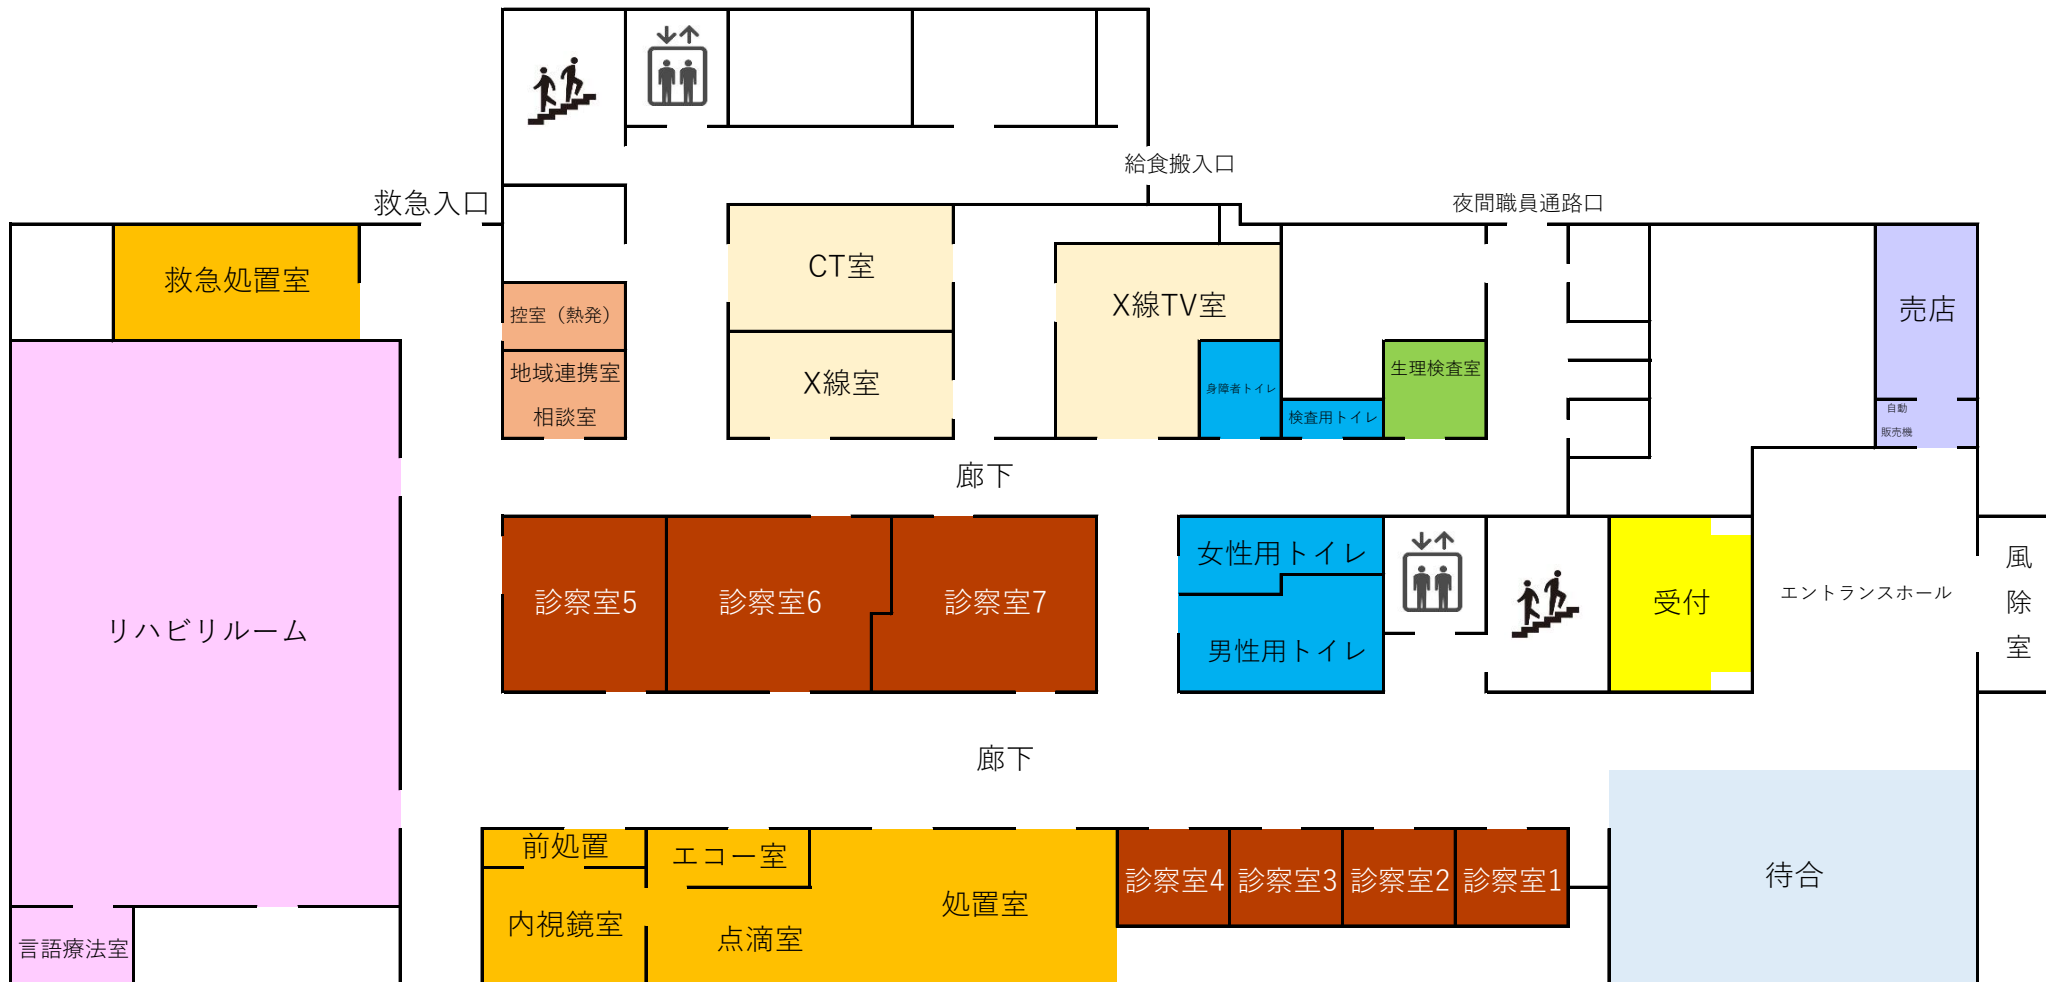 給食搬入口
救急入口
夜間職員通路口
救急処置室
控室（熱発）
地域連携室
相談室
CT室
X線室
X線TV室
身障者トイレ
検査用トイレ
生理検査室
売店
自動
販売機
廊下
リハビリルーム
診察室5
診察室6
診察室7
女性用トイレ
男性用トイレ
受付
エントランスホール
風
除
室
廊下
前処置
エコー室
内視鏡室
点滴室
処置室
診察室4
診察室3
診察室2
診察室1
待合
言語療法室